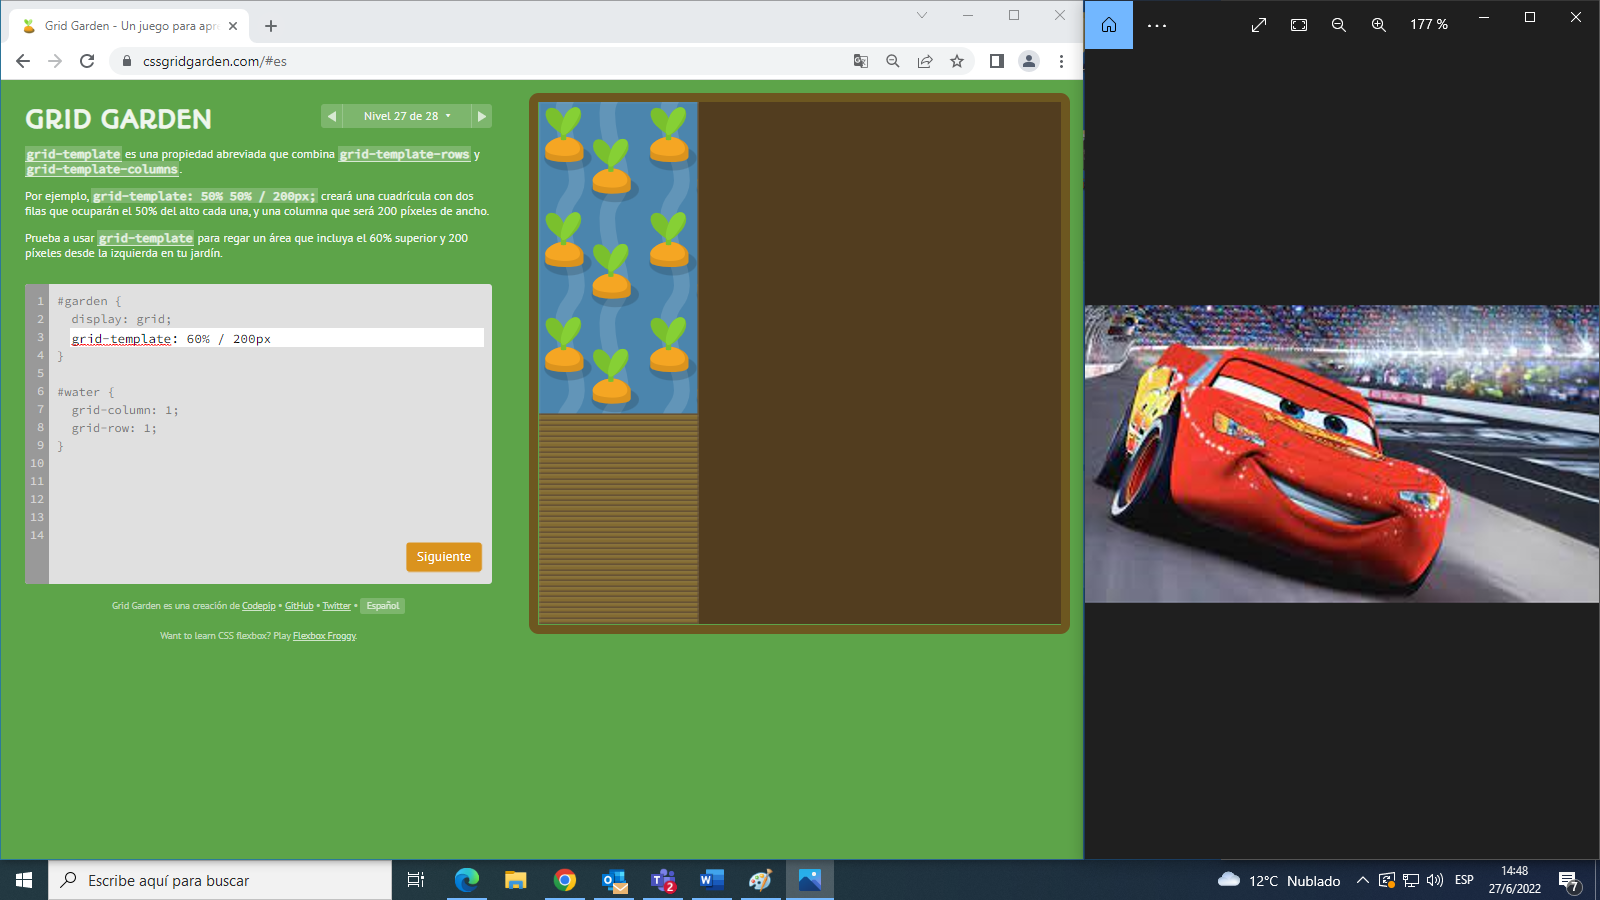 Grid Garden - Un juego para apr
cssgridgarden.com/#es
177 %
GRID GARDEN
Nivel 27 de 28
grid-template es una propiedad abreviada que combina grid-template-rows y
grid-template-columns.
Por ejemplo, grid-template: 50% 50% / 200px; creará una cuadrícula con dos
filas que ocuparán el 50% del alto cada una, y una columna que será 200 píxeles de ancho.
Prueba a usar grid-template para regar un área que incluya el 60% superior y 200
píxeles desde la izquierda en tu jardín.
1 #garden {
2 display: grid;
3 grid-template: 60% / 200px
4 }
5
6 #water {
7 grid-column: 1;
8 grid-row: 1;
9 }
10
11
12
13
14
Siguiente
Grid Garden es una creación de Codepip • GitHub • Twitter • Español
Want to learn CSS flexbox? Play Flexbox Froggy.
Escribe aquí para buscar
2
12°C Nublado
ESP
14:48
27/6/2022
7